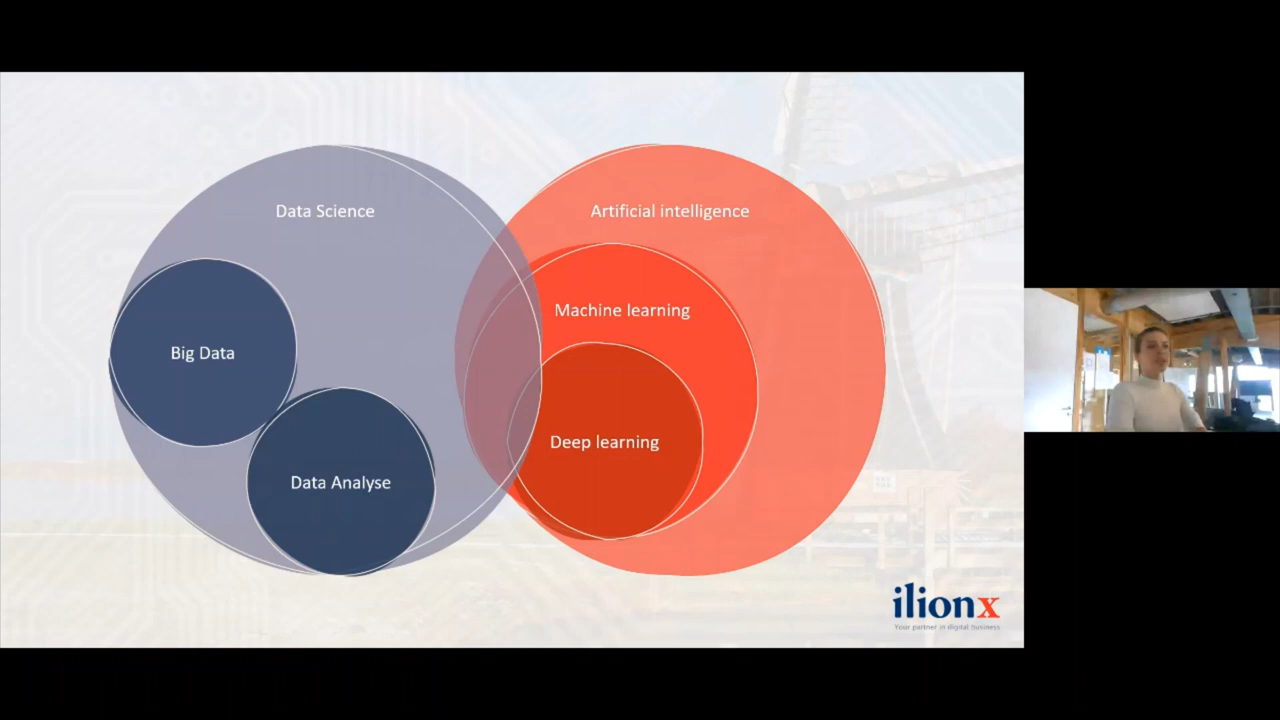 Data Science
Artificial intelligence
Machine learning
Big Data
Deep learning
Data Analyse
ilionx
Your partner in digital business